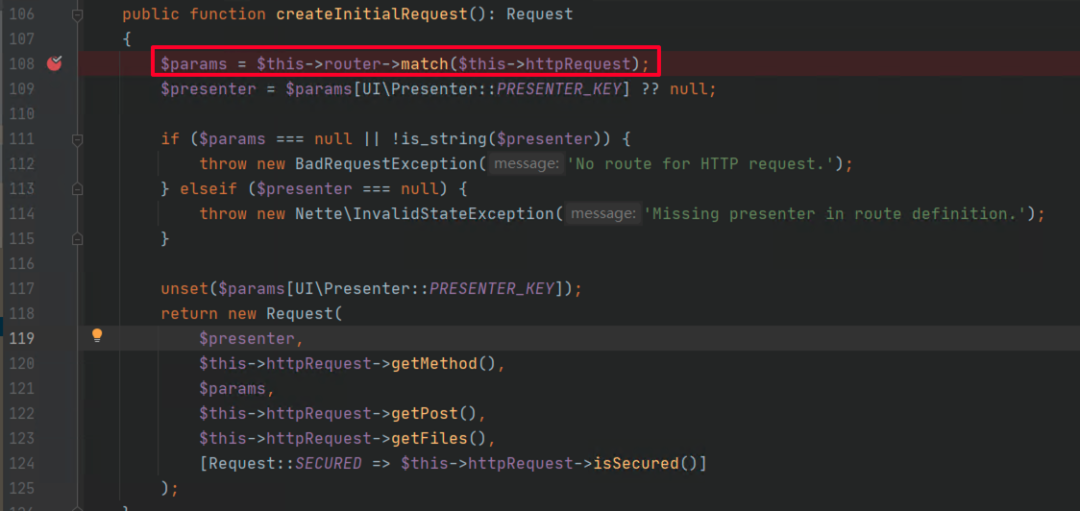 106 public function createInitialRequest(): Request
107 {
108 $params = $this->router->match($this->httpRequest);
109 $presenter = $params[UI\Presenter::PRESENTER_KEY] ?? null;
110
111 if ($params === null || !is_string($presenter)) {
112 throw new BadRequestException( message: 'No route for HTTP request.');
113 } elseif ($presenter === null) {
114 throw new Nette\InvalidStateException( message: 'Missing presenter in route definition.');
115 }
116
117 unset($params[UI\Presenter::PRESENTER_KEY]);
118 return new Request(
119 $presenter,
120 $this->httpRequest->getMethod(),
121 $params,
122 $this->httpRequest->getPost(),
123 $this->httpRequest->getFiles(),
124 [Request::SECURED => $this->httpRequest->isSecured()]
125 );